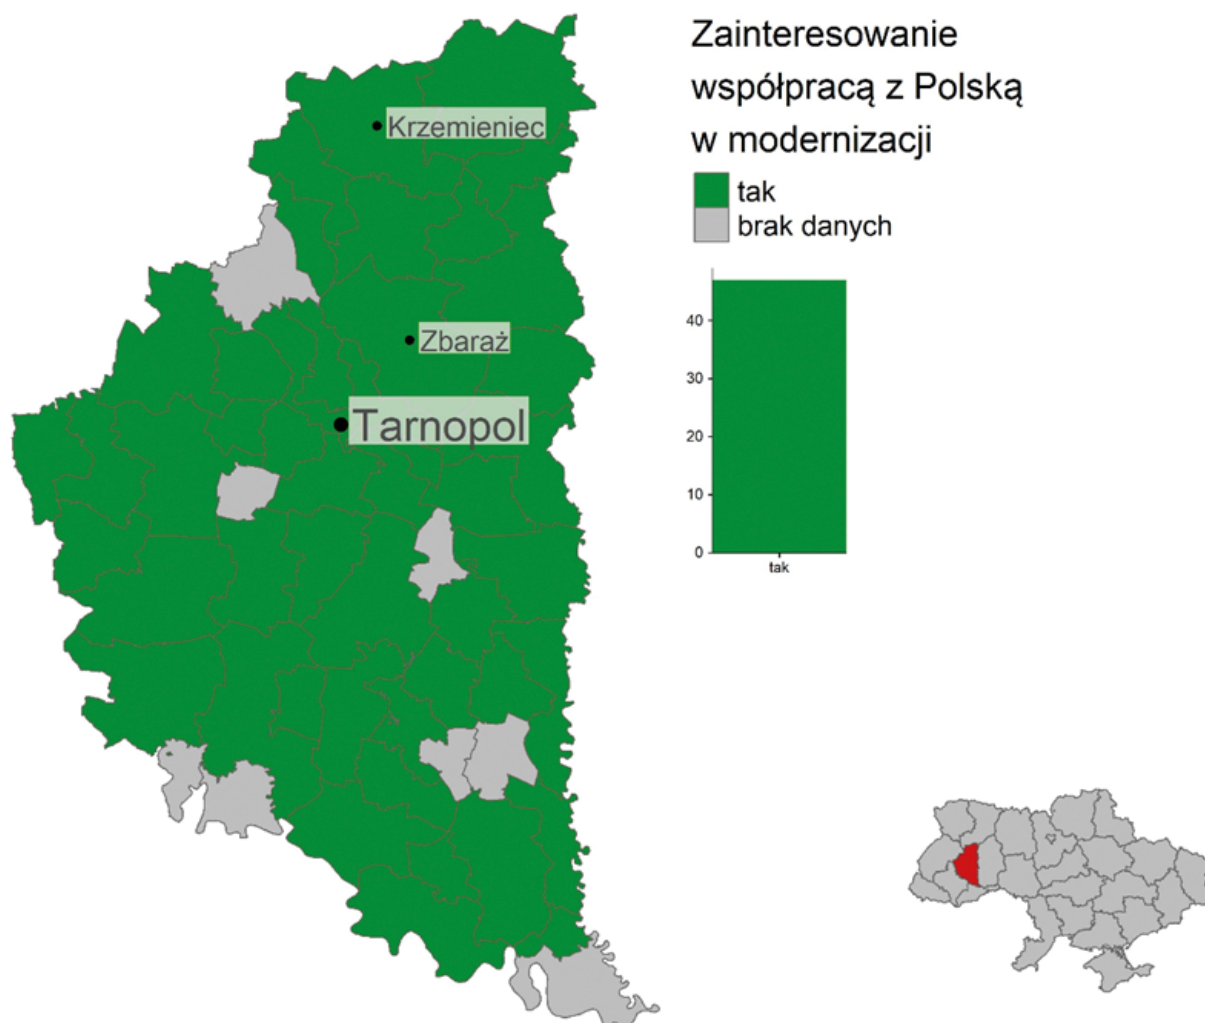 Zainteresowanie
współpracą z Polską
w modernizacji
tak
brak danych
Krzemieniec
Zbaraż
Tarnopol
40
30
20
10
0
tak